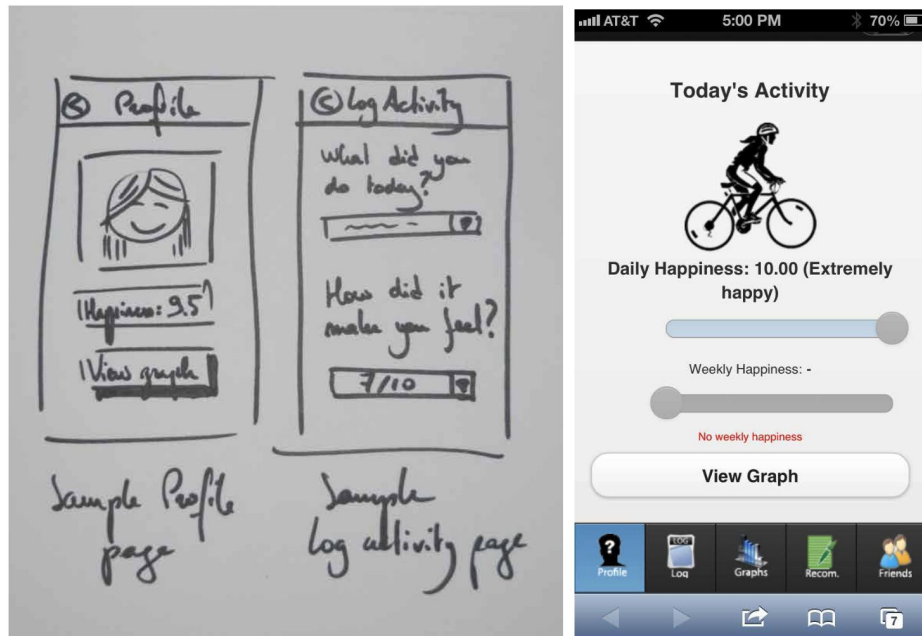 Profile
Happiness: 9.5
View graph
Sample Profile
page
Log Activity
What did you
do today?
How did it
make you feel?
7/10
Sample
Log activity page
AT&T 5:00 PM 70%
Today's Activity
Daily Happiness: 10.00 (Extremely
happy)
Weekly Happiness: -
No weekly happiness
View Graph
LOG
Profile Log Graphs Recom. Friends
7